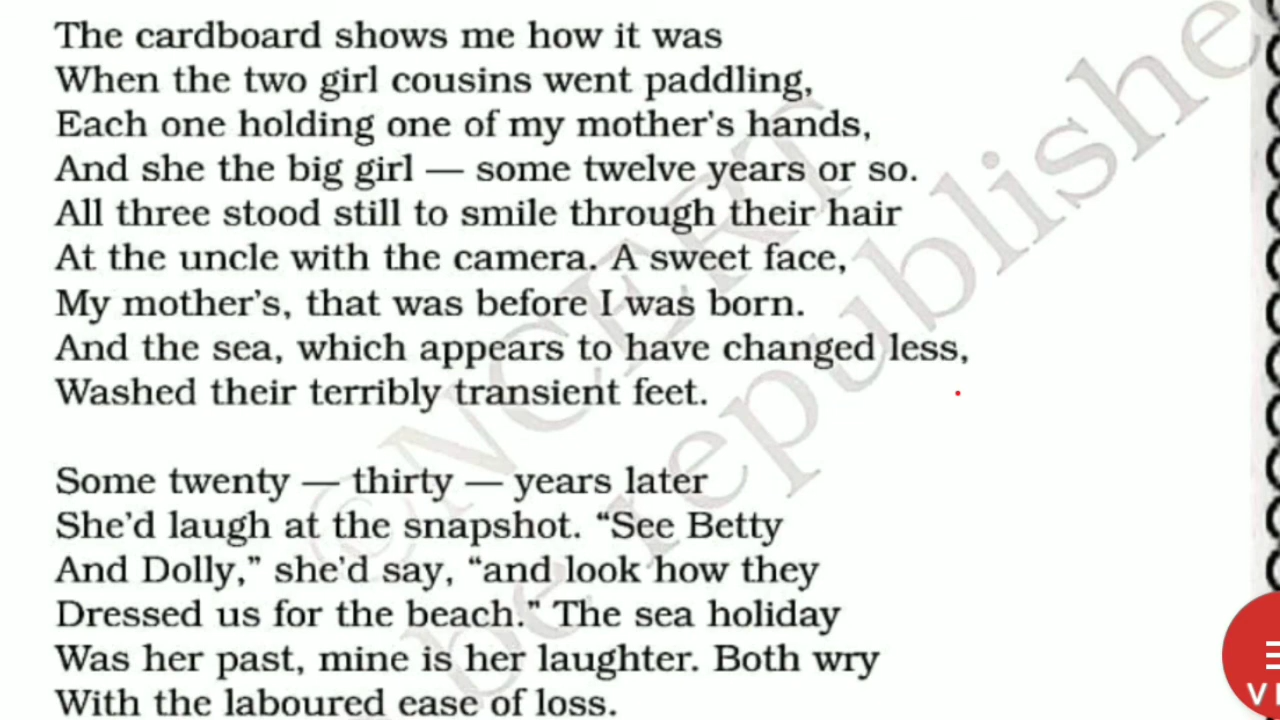 The cardboard shows me how it was
When the two girl cousins went paddling,
Each one holding one of my mother's hands,
And she the big girl — some twelve years or so.
All three stood still to smile through their hair
At the uncle with the camera. A sweet face,
My mother's, that was before I was born.
And the sea, which appears to have changed less,
Washed their terribly transient feet.
Some twenty — thirty — years later
She'd laugh at the snapshot. “See Betty
And Dolly,” she'd say, “and look how they
Dressed us for the beach.” The sea holiday
Was her past, mine is her laughter. Both wry
With the laboured ease of loss.
©NCERT
be republishe